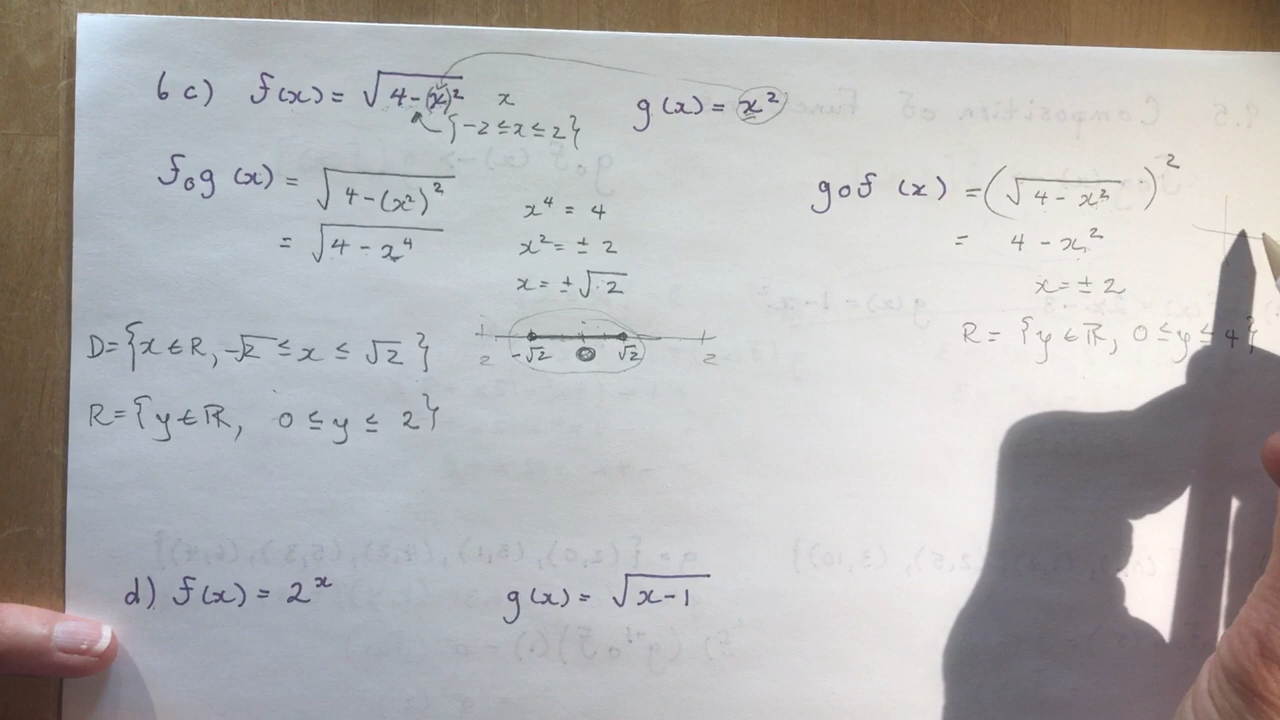 6 c) f(x) = √(4-(x)²) x g(x) = x²
{-2 ≤ x ≤ 2}
f∘g (x) = √(4-(x²)²)
= √(4 - x⁴)
x⁴ = 4
x² = ± 2
x = ± √2
-√2 0 √2
2 2
D = {x ∈ R, -√2 ≤ x ≤ √2}
R = {y ∈ ℝ, 0 ≤ y ≤ 2}
g∘f (x) = (√(4 - x²))²
= 4 - x²
x = ± 2
R = {y ∈ ℝ, 0 ≤ y ≤ 4}
d) f(x) = 2ˣ g(x) = √(x-1)